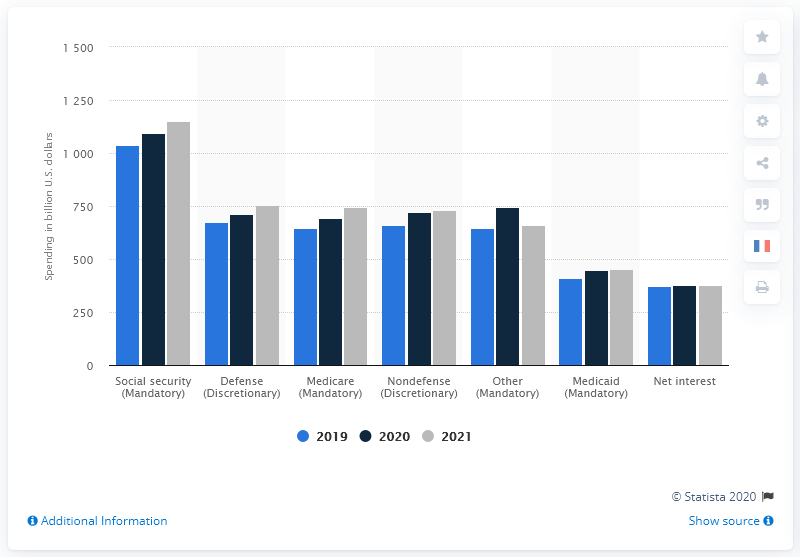 1 500
1 250
1 000
750
500
250
0
Spending in billion U.S. dollars
Social security
(Mandatory)
Defense
(Discretionary)
Medicare
(Mandatory)
Nondefense
(Discretionary)
Other
(Mandatory)
Medicaid
(Mandatory)
Net interest
2019 2020 2021
© Statista 2020
Additional Information
Show source